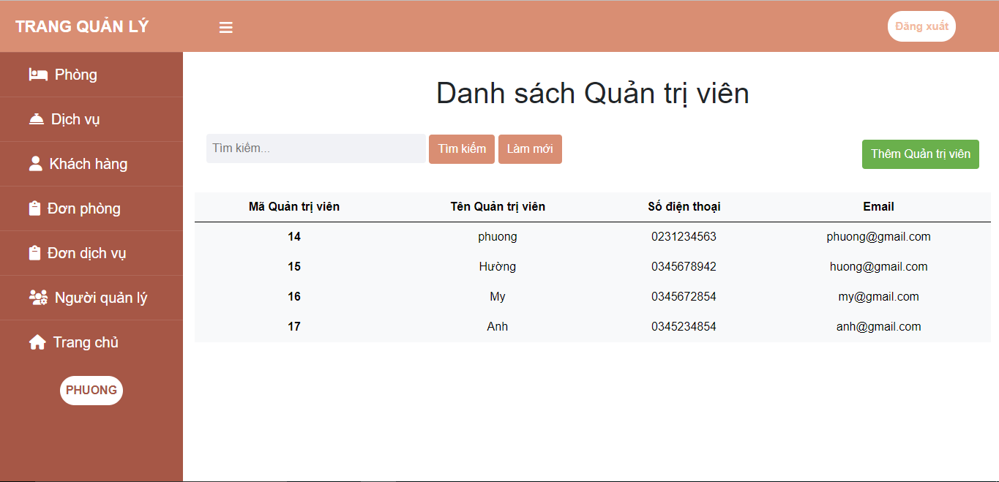 TRANG QUẢN LÝ
Đăng xuất
Phòng
Dịch vụ
Khách hàng
Đơn phòng
Đơn dịch vụ
Người quản lý
Trang chủ
PHUONG
Danh sách Quản trị viên
Tìm kiếm... Tìm kiếm Làm mới
Thêm Quản trị viên
Mã Quản trị viên Tên Quản trị viên Số điện thoại Email
14 phuong 0231234563 phuong@gmail.com
15 Hường 0345678942 huong@gmail.com
16 My 0345672854 my@gmail.com
17 Anh 0345234854 anh@gmail.com